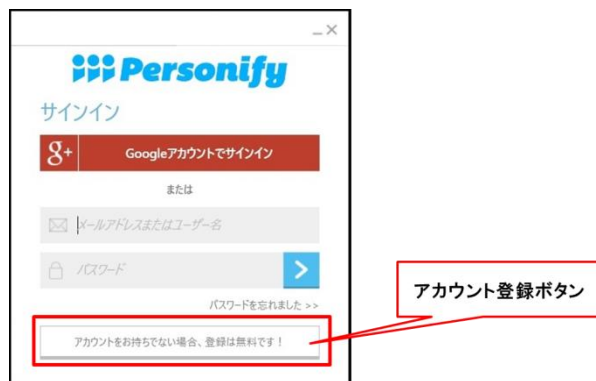 Personify
サインイン
g+ Googleアカウントでサインイン
または
メールアドレスまたはユーザー名
パスワード
パスワードを忘れました >>
アカウントをお持ちでない場合、登録は無料です！
アカウント登録ボタン